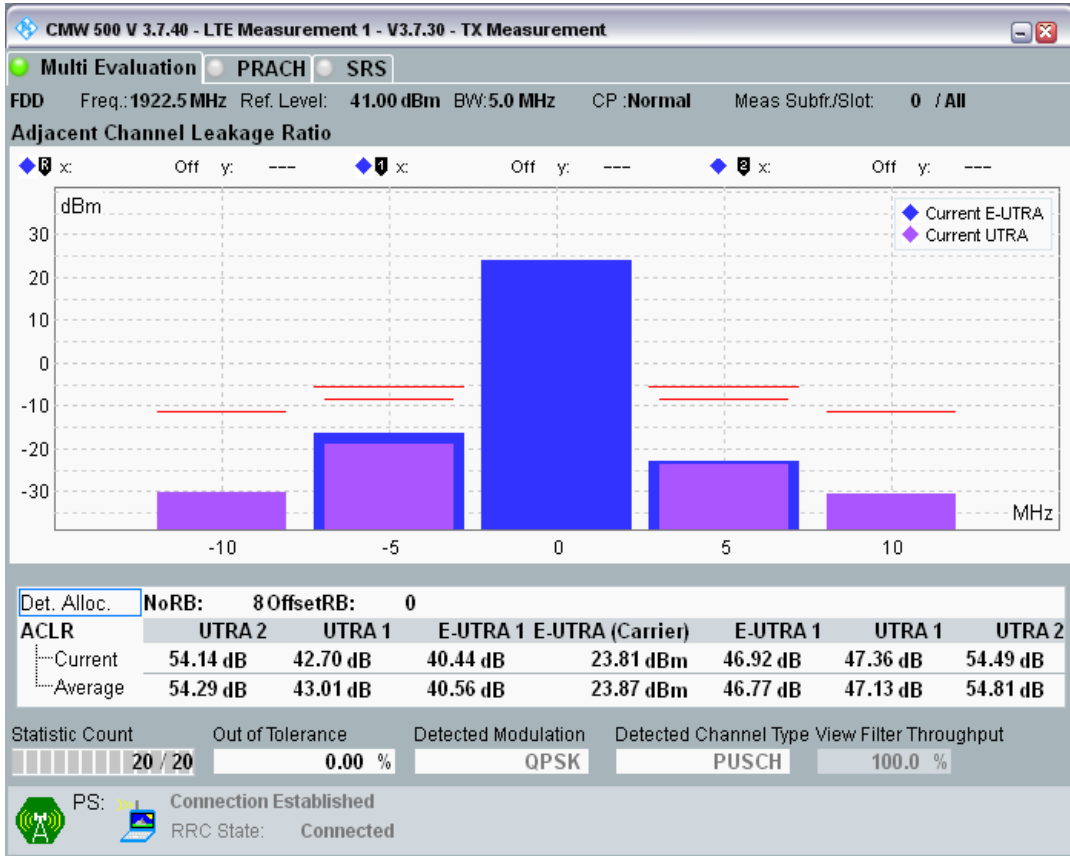 CMW 500 V 3.7.40 - LTE Measurement 1 - V3.7.30 - TX Measurement
Multi Evaluation PRACH SRS
FDD Freq.:1922.5 MHz Ref. Level: 41.00 dBm BW:5.0 MHz CP :Normal Meas Subfr./Slot: 0 / All
Adjacent Channel Leakage Ratio
R x: Off y: --- 1 x: Off y: --- 2 x: Off y: ---
dBm
Current E-UTRA
Current UTRA
30
20
10
0
-10
-20
-30
MHz
-10 -5 0 5 10
Det. Alloc. NoRB: 8 OffsetRB: 0
ACLR UTRA 2 UTRA 1 E-UTRA 1 E-UTRA (Carrier) E-UTRA 1 UTRA 1 UTRA 2
Current 54.14 dB 42.70 dB 40.44 dB 23.81 dBm 46.92 dB 47.36 dB 54.49 dB
Average 54.29 dB 43.01 dB 40.56 dB 23.87 dBm 46.77 dB 47.13 dB 54.81 dB
Statistic Count Out of Tolerance Detected Modulation Detected Channel Type View Filter Throughput
20 / 20 0.00 % QPSK PUSCH 100.0 %
PS: Connection Established
RRC State: Connected